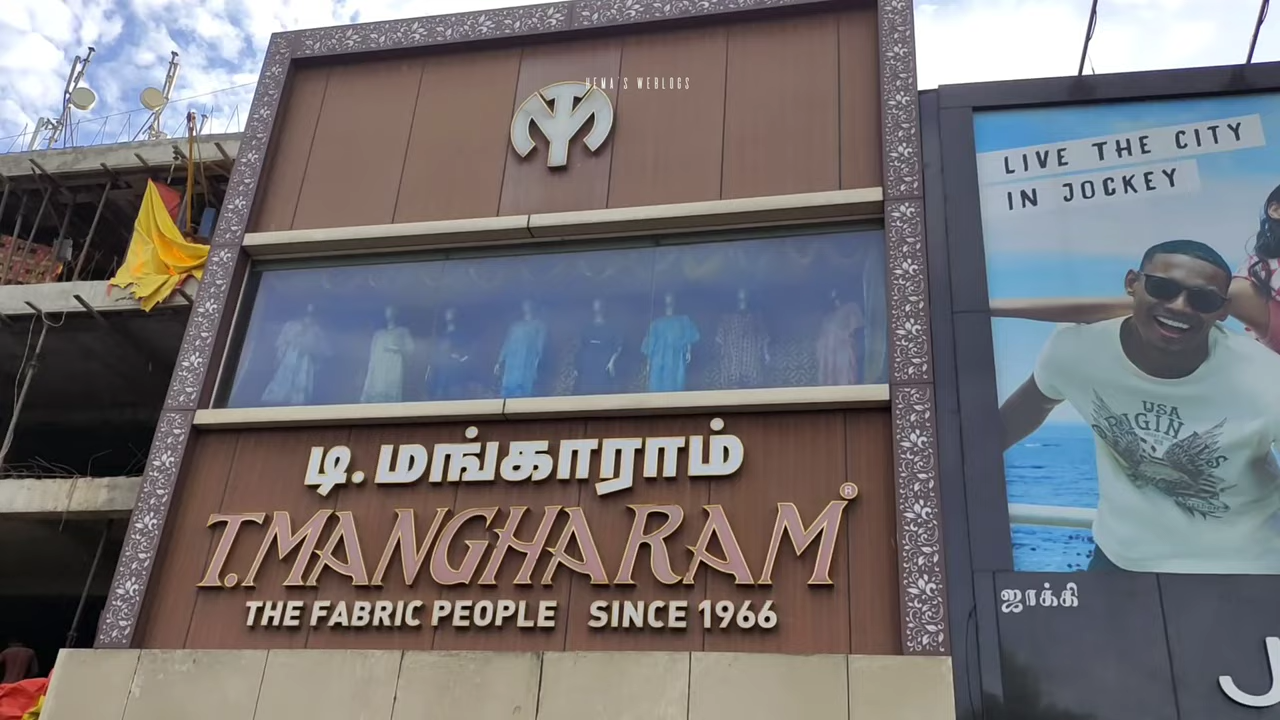 HEMA'S WEBLOGS
டி.மங்காராம்
T.MANGHARAM®
THE FABRIC PEOPLE SINCE 1966
LIVE THE CITY
IN JOCKEY
USA
ORIGIN
ஜாக்கி
J